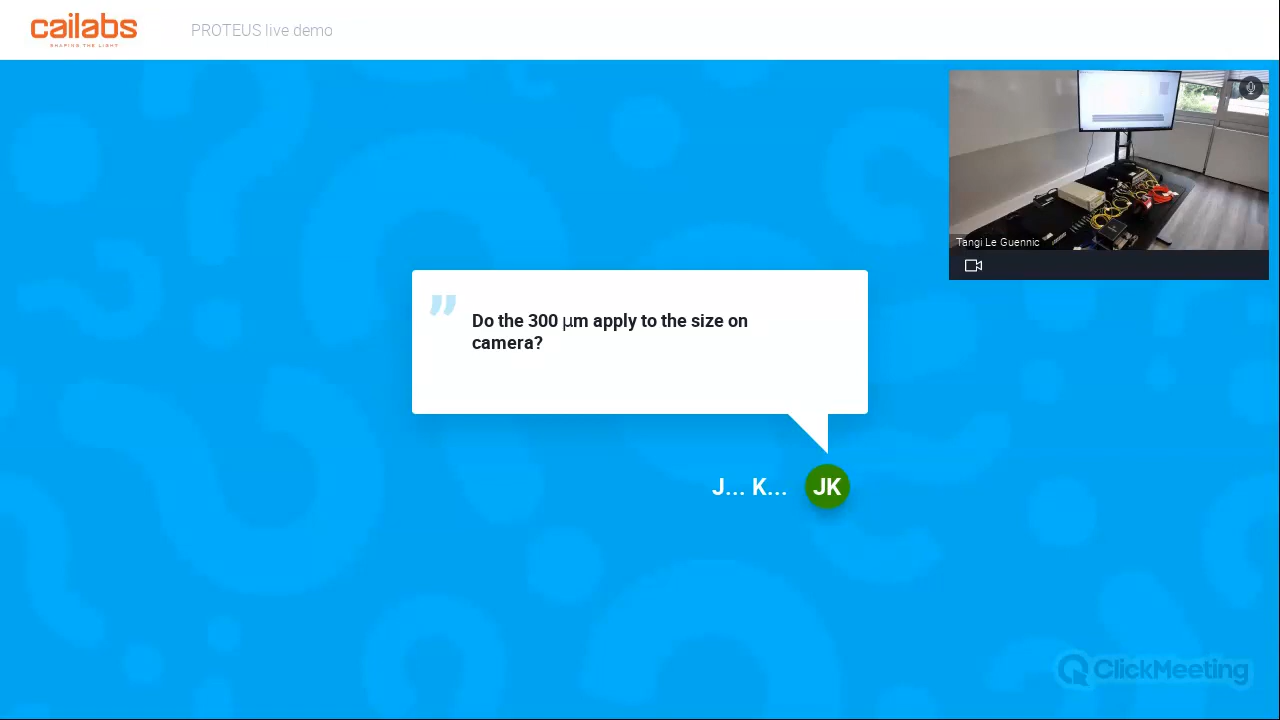 cailabs
SHAPING THE LIGHT
PROTEUS live demo
Tangi Le Guennic
”
Do the 300 μm apply to the size on
camera?
J... K...
JK
ClickMeeting